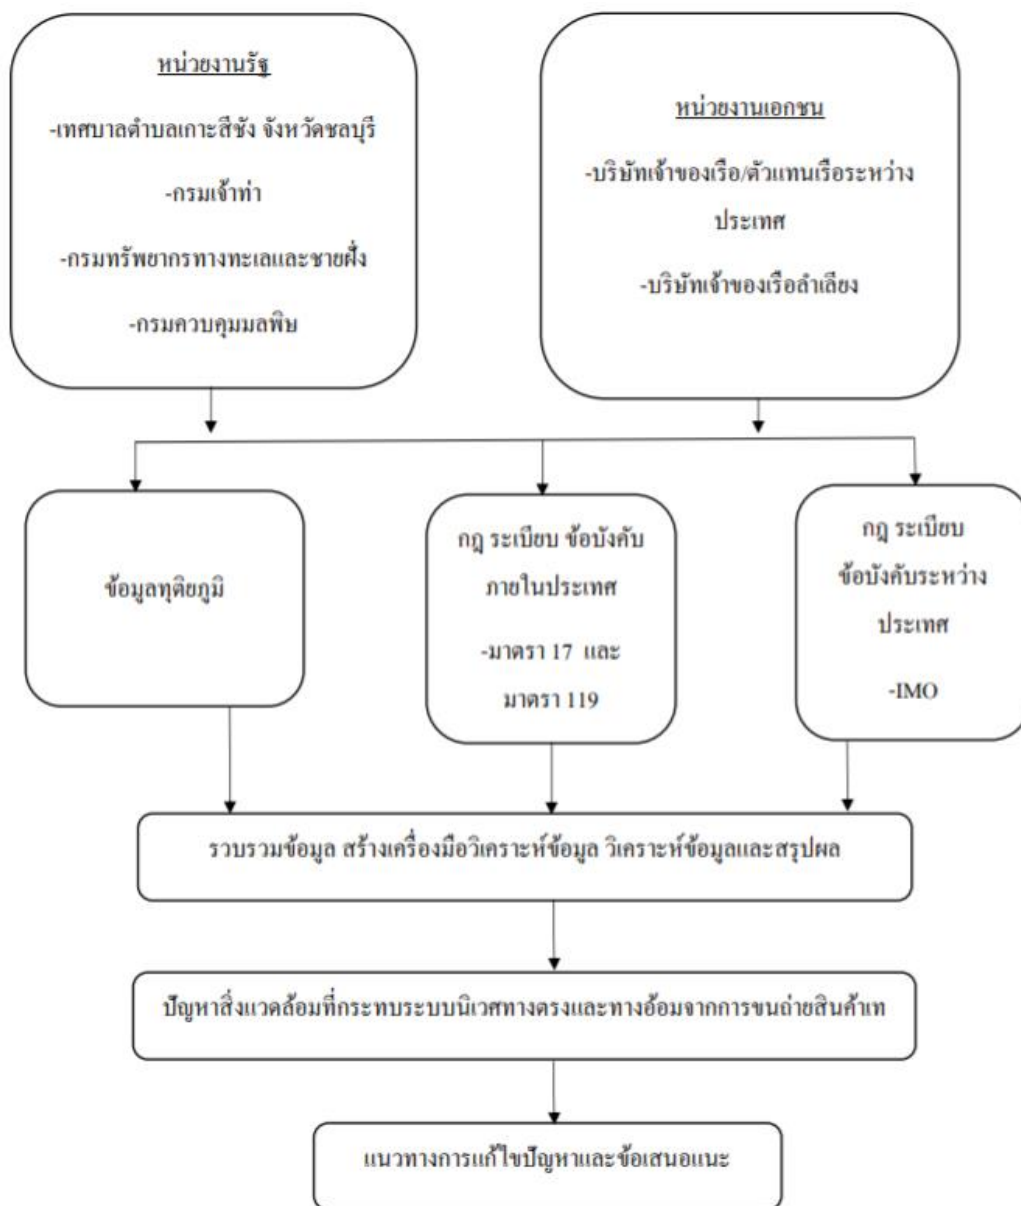 หน่วยงานรัฐ
-เทศบาลตำบลเกาะสีชัง จังหวัดชลบุรี
-กรมเจ้าท่า
-กรมทรัพยากรทางทะเลและชายฝั่ง
-กรมควบคุมมลพิษ
หน่วยงานเอกชน
-บริษัทเจ้าของเรือ/ตัวแทนเรือระหว่าง
ประเทศ
-บริษัทเจ้าของเรือลำเลียง
ข้อมูลทุติยภูมิ
กฎ ระเบียบ ข้อบังคับ
ภายในประเทศ
-มาตรา 17 และ
มาตรา 119
กฎ ระเบียบ
ข้อบังคับระหว่าง
ประเทศ
-IMO
รวบรวมข้อมูล สร้างเครื่องมือวิเคราะห์ข้อมูล วิเคราะห์ข้อมูลและสรุปผล
ปัญหาสิ่งแวดล้อมที่กระทบระบบนิเวศทางตรงและทางอ้อมจากการขนถ่ายสินค้าเท
แนวทางการแก้ไขปัญหาและข้อเสนอแนะ